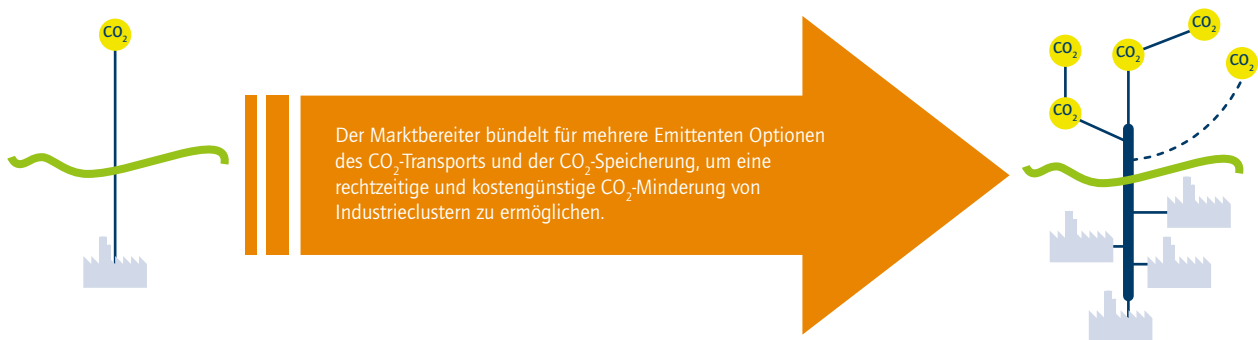 CO₂
Der Marktbereiter bündelt für mehrere Emittenten Optionen
des CO₂-Transports und der CO₂-Speicherung, um eine
rechtzeitige und kostengünstige CO₂-Minderung von
Industrieclustern zu ermöglichen.
CO₂
CO₂
CO₂
CO₂
CO₂